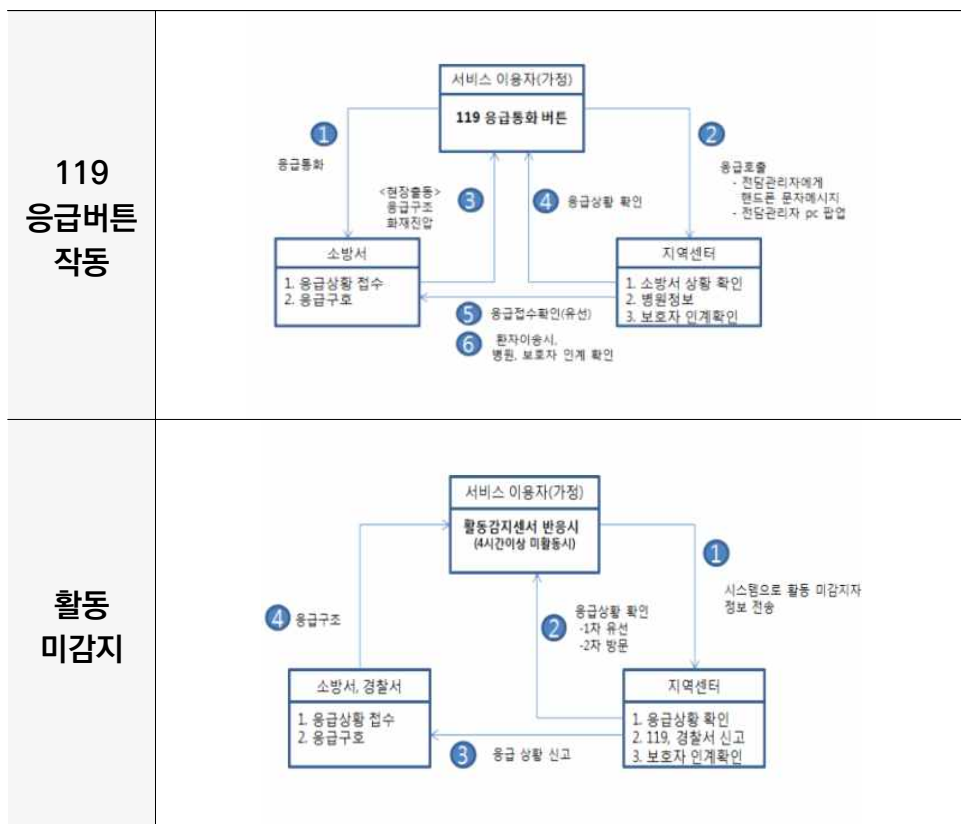 119
응급버튼
작동
서비스 이용자(가정)
119 응급통화 버튼
1
응급통화
2
응급호출
- 전담관리자에게
핸드폰 문자메시지
- 전담관리자 pc 팝업
<현장출동>
응급구조
화재진압
3
4 응급상황 확인
소방서
1. 응급상황 접수
2. 응급구호
지역센터
1. 소방서 상황 확인
2. 병원정보
3. 보호자 인계확인
5 응급접수확인(유선)
6 환자이송시,
병원, 보호자 인계 확인
활동
미감지
서비스 이용자(가정)
활동감지센서 반응시
(4시간이상 미활동시)
1
시스템으로 활동 미감지자
정보 전송
4 응급구조
2 응급상황 확인
-1차 유선
-2차 방문
소방서, 경찰서
1. 응급상황 접수
2. 응급구호
지역센터
1. 응급상황 확인
2. 119, 경찰서 신고
3. 보호자 인계확인
3 응급 상황 신고